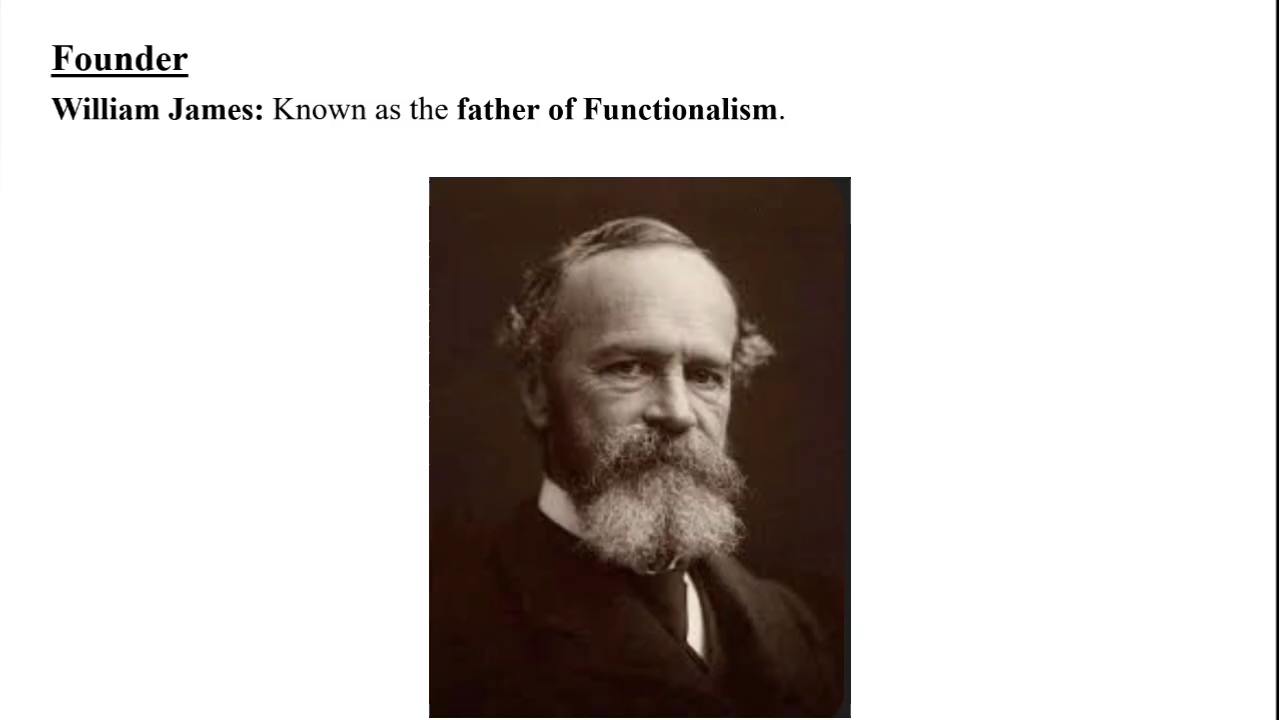 Founder
William James: Known as the father of Functionalism.